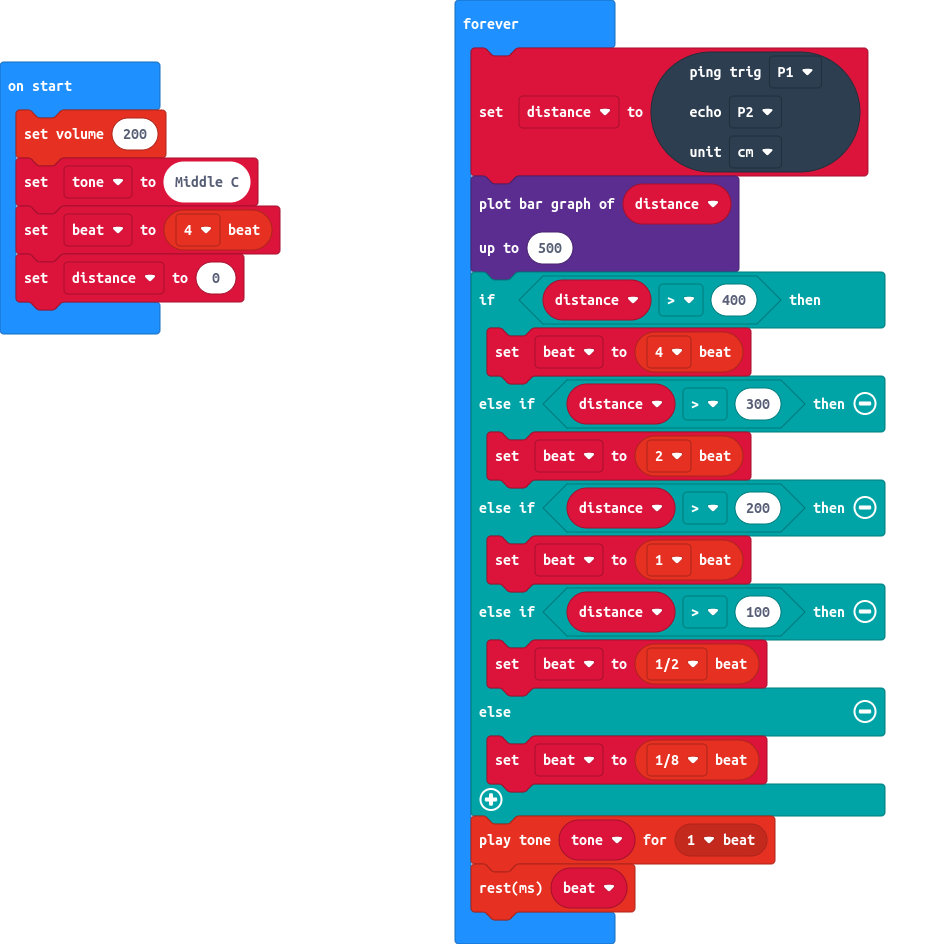 on start
set volume 200
set tone to Middle C
set beat to 4 beat
set distance to 0
forever
set distance to ping trig P1
echo P2
unit cm
plot bar graph of distance
up to 500
if distance > 400 then
set beat to 4 beat
else if distance > 300 then
set beat to 2 beat
else if distance > 200 then
set beat to 1 beat
else if distance > 100 then
set beat to 1/2 beat
else
set beat to 1/8 beat
play tone tone for 1 beat
rest(ms) beat